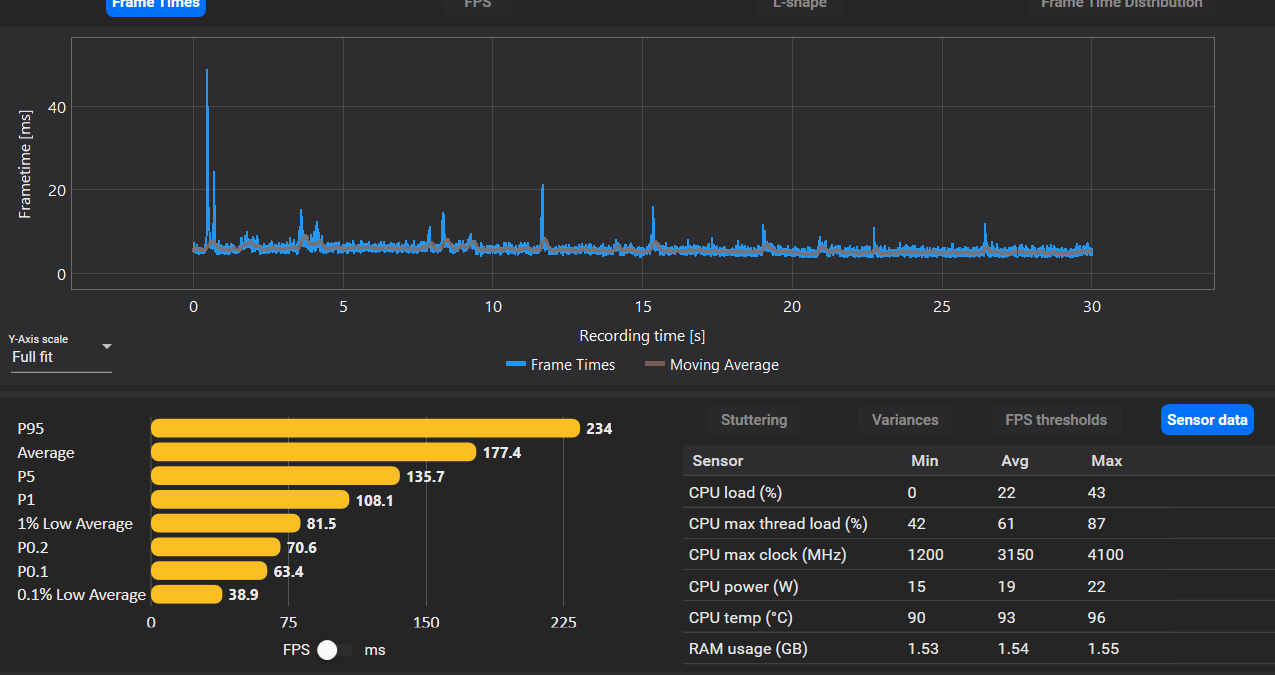 Frame Times FPS L-shape Frame Time Distribution
Frametime [ms]
40
20
0
0 5 10 15 20 25 30
Recording time [s]
Y-Axis scale
Full fit
Frame Times Moving Average
P95 234
Average 177.4
P5 135.7
P1 108.1
1% Low Average 81.5
P0.2 70.6
P0.1 63.4
0.1% Low Average 38.9
0 75 150 225
FPS ms
Stuttering Variances FPS thresholds Sensor data
Sensor Min Avg Max
CPU load (%) 0 22 43
CPU max thread load (%) 42 61 87
CPU max clock (MHz) 1200 3150 4100
CPU power (W) 15 19 22
CPU temp (°C) 90 93 96
RAM usage (GB) 1.53 1.54 1.55